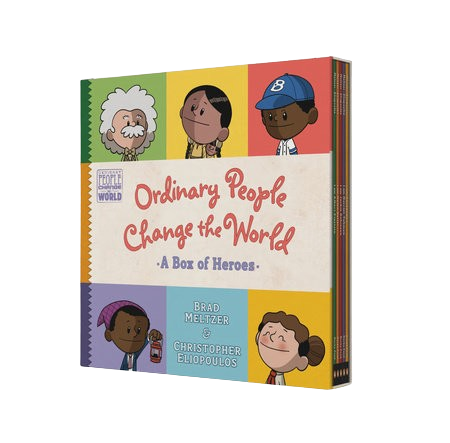 ORDINARY
PEOPLE
CHANGE THE
WORLD
Ordinary People
Change the World
· A Box of Heroes ·
BRAD
MELTZER
&
CHRISTOPHER
ELIOPOULOS
B